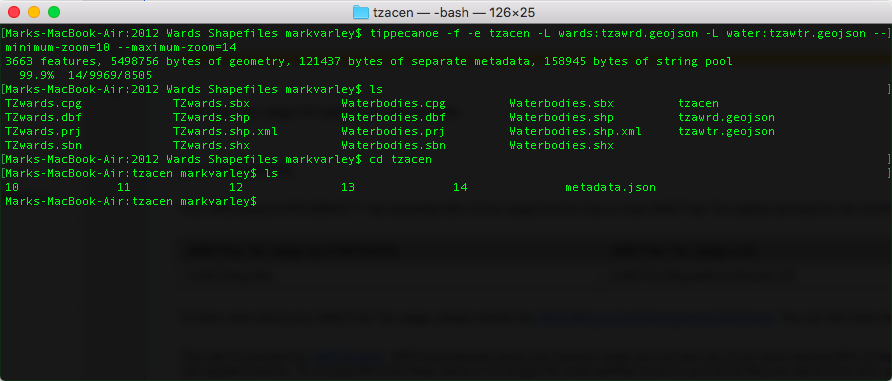 tzacen — -bash — 126×25
[Marks-MacBook-Air:2012 Wards Shapefiles markvarley$ tippecanoe -f -e tzacen -L wards:tzawrd.geojson -L water:tzawtr.geojson --]
minimum-zoom=10 --maximum-zoom=14
3663 features, 5498756 bytes of geometry, 121437 bytes of separate metadata, 158945 bytes of string pool
99.9% 14/9969/8505
[Marks-MacBook-Air:2012 Wards Shapefiles markvarley$ ls ]
TZwards.cpg TZwards.sbx Waterbodies.cpg Waterbodies.sbx tzacen
TZwards.dbf TZwards.shp Waterbodies.dbf Waterbodies.shp tzawrd.geojson
TZwards.prj TZwards.shp.xml Waterbodies.prj Waterbodies.shp.xml tzawtr.geojson
TZwards.sbn TZwards.shx Waterbodies.sbn Waterbodies.shx
[Marks-MacBook-Air:2012 Wards Shapefiles markvarley$ cd tzacen ]
[Marks-MacBook-Air:tzacen markvarley$ ls ]
10 11 12 13 14 metadata.json
Marks-MacBook-Air:tzacen markvarley$